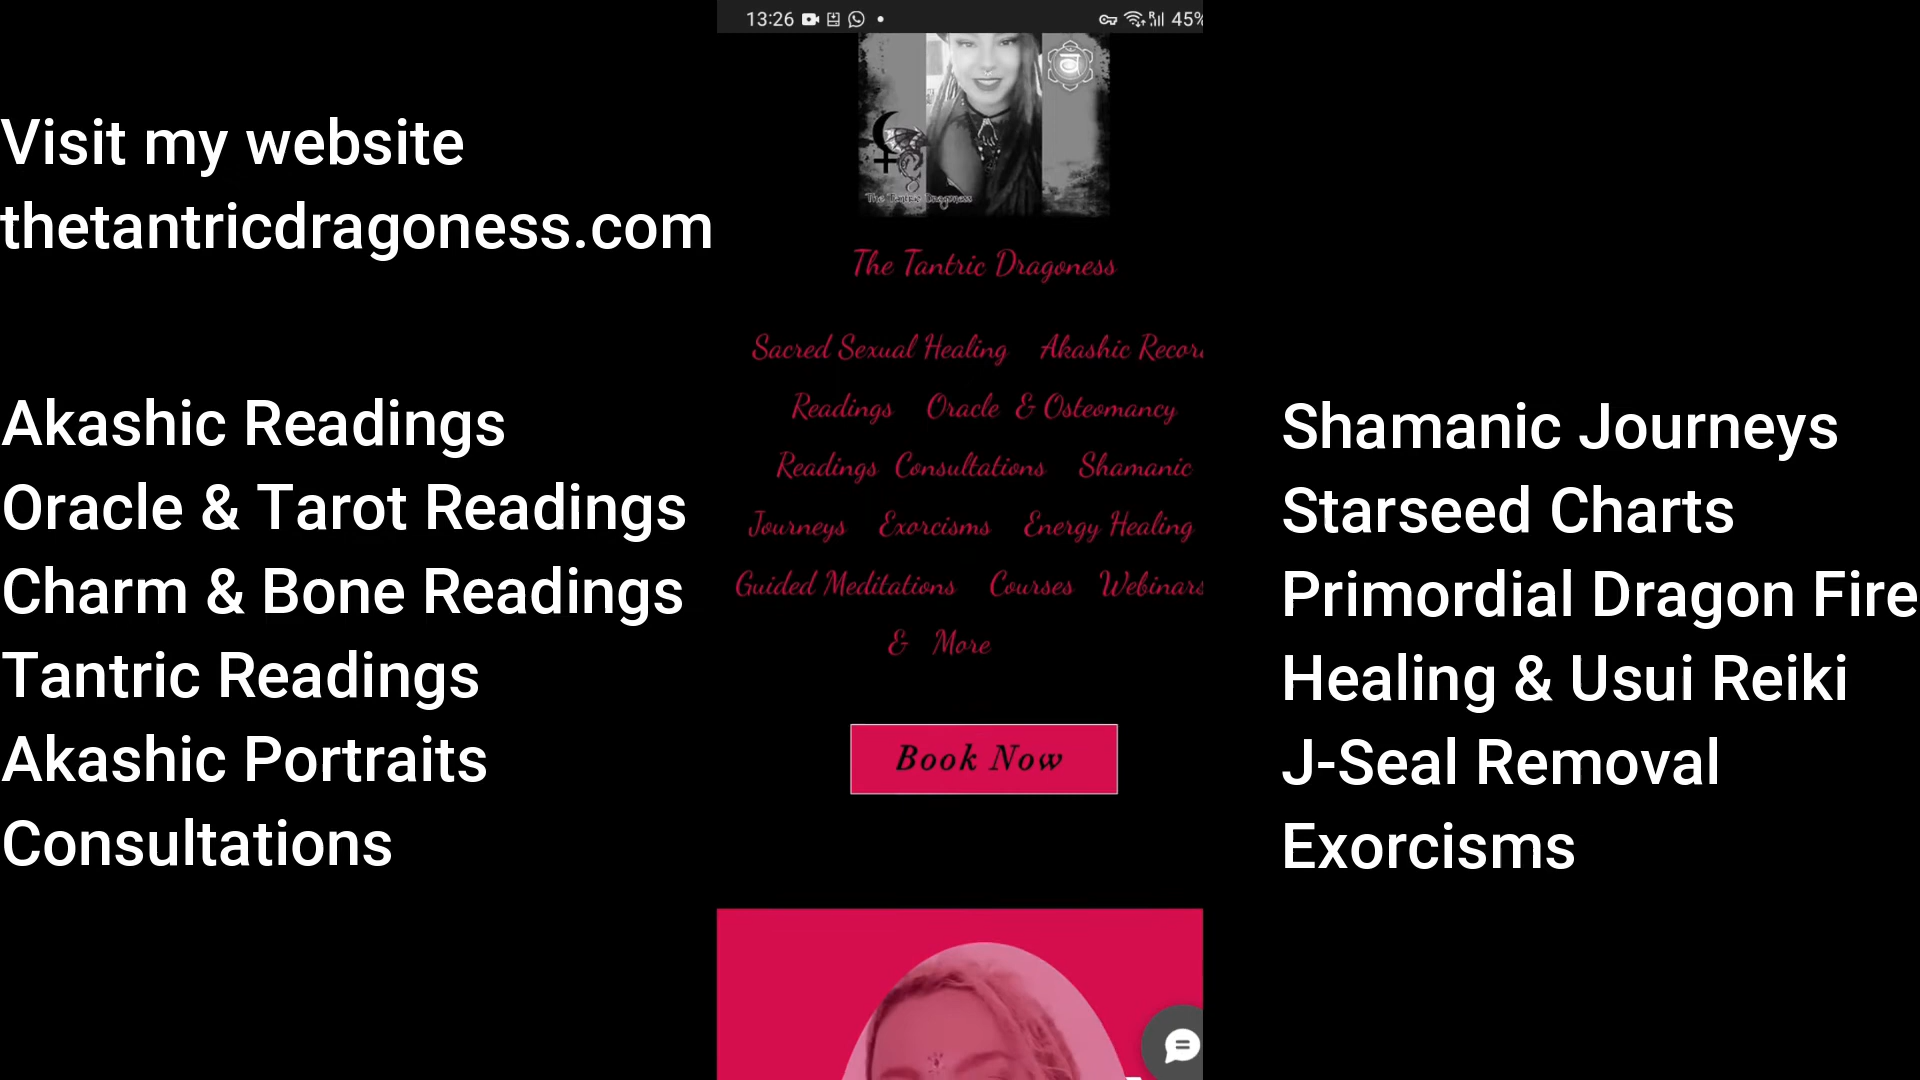 Visit my website
thetantricdragoness.com
Akashic Readings
Oracle & Tarot Readings
Charm & Bone Readings
Tantric Readings
Akashic Portraits
Consultations
13:26
45%
व
The Tantric Dragoness
The Tantric Dragoness
Sacred Sexual Healing Akashic Recor
Readings Oracle & Osteomancy
Readings Consultations Shamanic
Journeys Exorcisms Energy Healing
Guided Meditations Courses Webinars
& More
Book Now
Shamanic Journeys
Starseed Charts
Primordial Dragon Fire
Healing & Usui Reiki
J-Seal Removal
Exorcisms